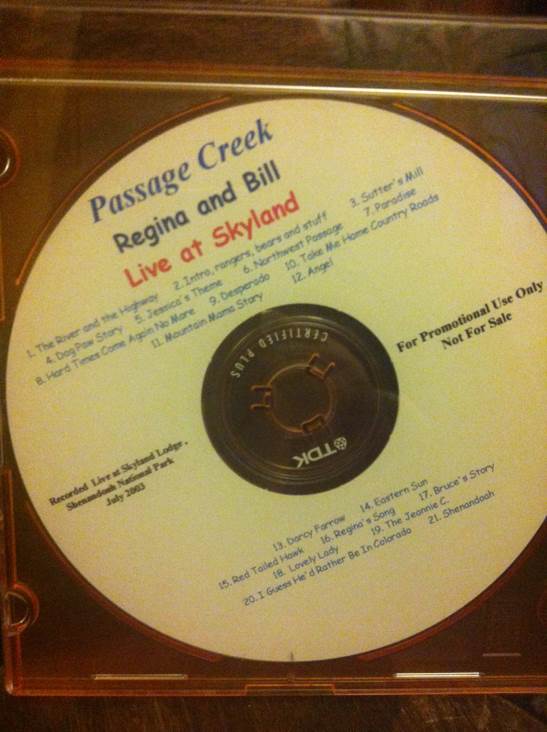 Passage Creek
Regina and Bill
Live at Skyland
1. The River and the Highway 2. Intro, rangers, bears and stuff 3. Sutter's Mill
4. Dog Paw Story 5. Jessica's Theme 6. Northwest Passage 7. Paradise
8. Hard Times Come Again No More 9. Desperado 10. Take Me Home Country Roads
11. Mountain Mama Story 12. Angel
For Promotional Use Only
Not For Sale
CERTIFIED PLUS
TDK
Recorded Live at Skyland Lodge,
Shenandoah National Park
July 2003
13. Darcy Farrow 14. Eastern Sun
15. Red Tailed Hawk 16. Regina's Song 17. Bruce's Story
18. Lovely Lady 19. The Jeannie C.
20. I Guess He'd Rather Be In Colorado 21. Shenandoah